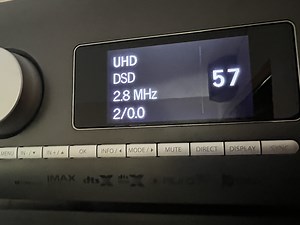 UHD
DSD
2.8 MHz
2/0.0
57
MENU
OK
INFO/
MODE/
MUTE
DIRECT
DISPLAY
IMAX